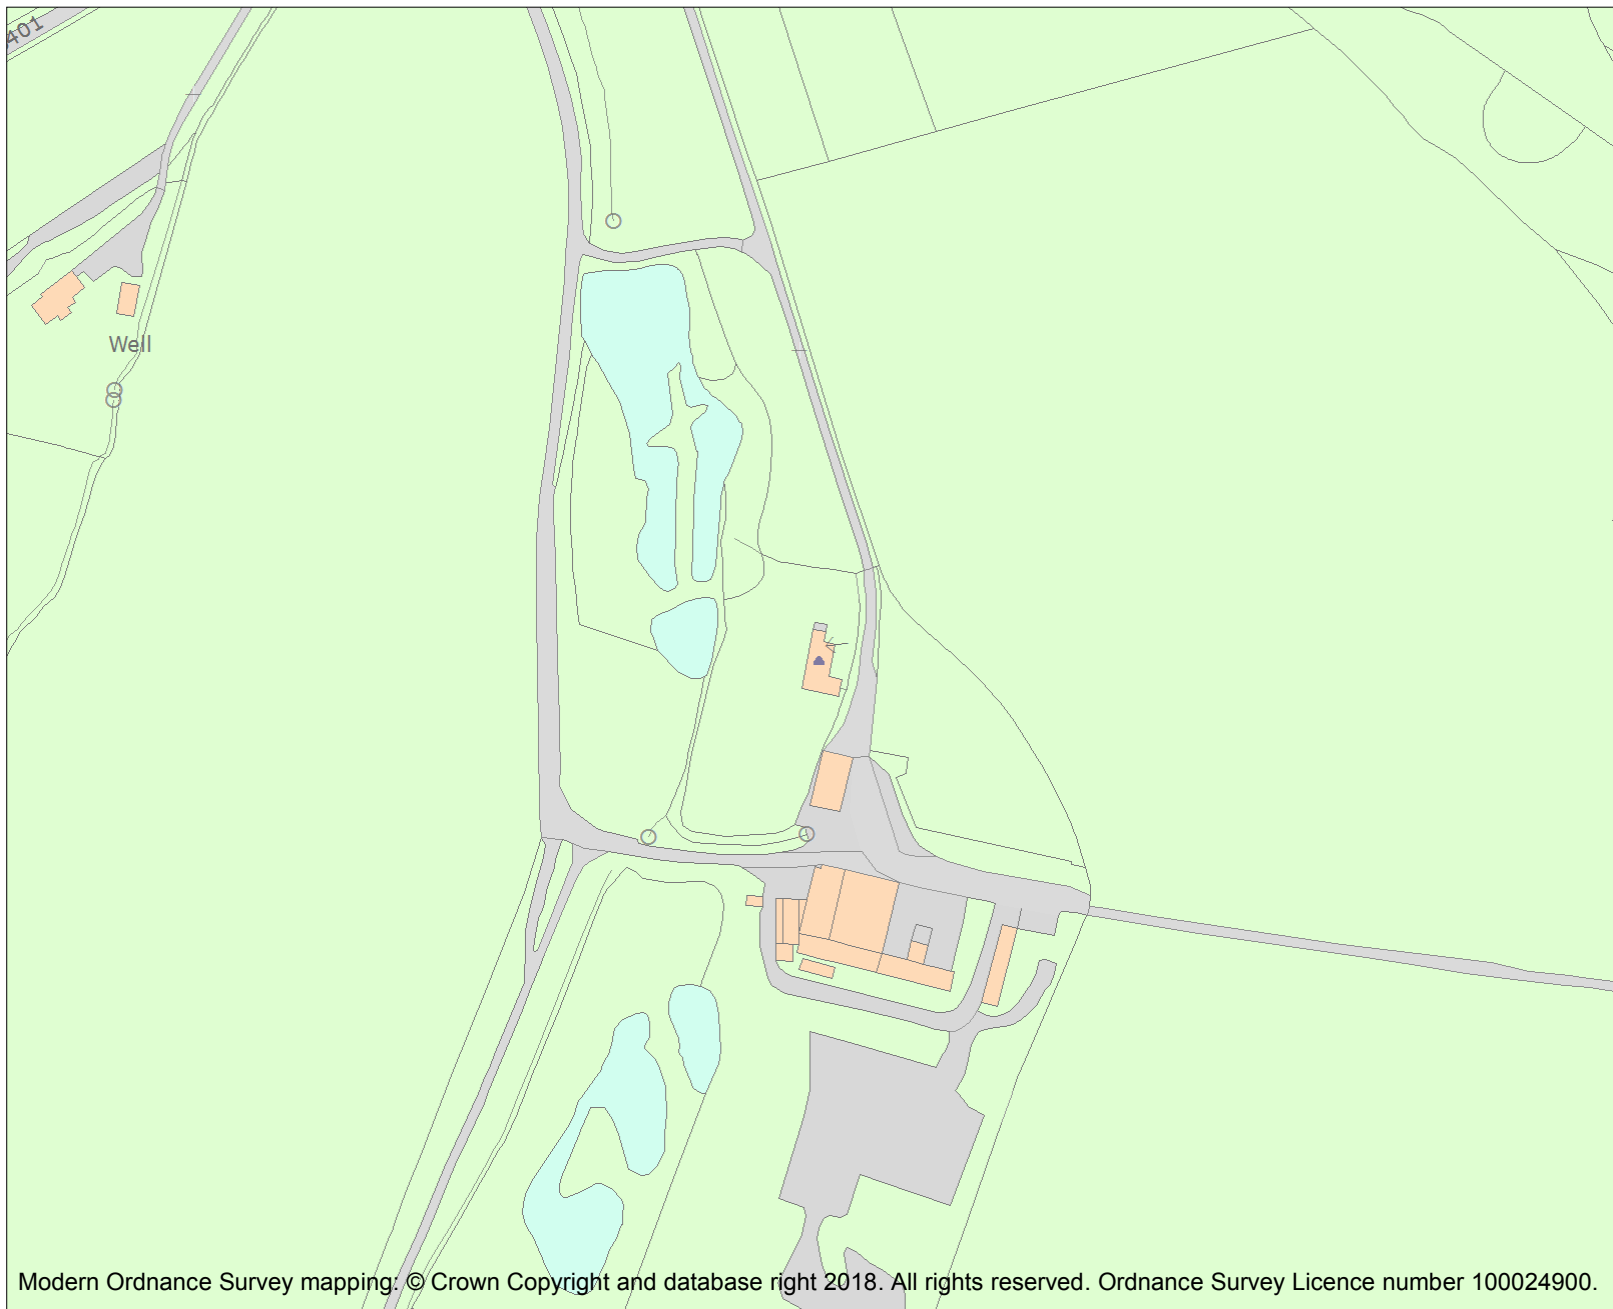 401
Well
Modern Ordnance Survey mapping: © Crown Copyright and database right 2018. All rights reserved. Ordnance Survey Licence number 100024900.